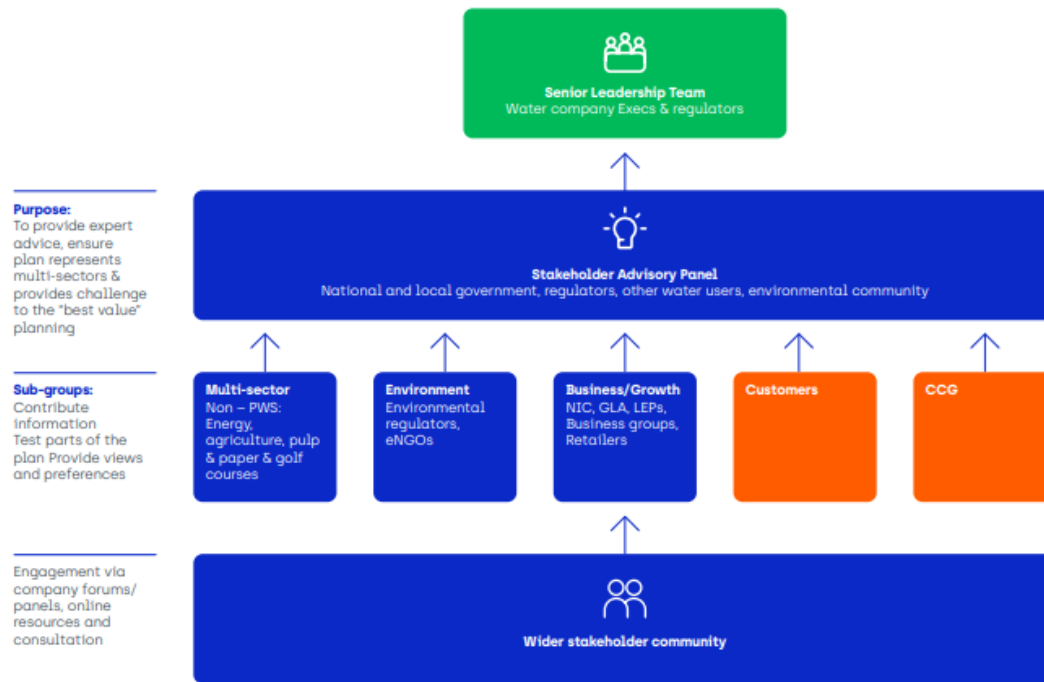 Senior Leadership Team
Water company Execs & regulators
Purpose:
To provide expert
advice, ensure
plan represents
multi-sectors &
provides challenge
to the "best value"
planning
Stakeholder Advisory Panel
National and local government, regulators, other water users, environmental community
Sub-groups:
Contribute
information
Test parts of the
plan Provide views
and preferences
Multi-sector
Non – PWS:
Energy,
agriculture, pulp
& paper & golf
courses
Environment
Environmental
regulators,
eNGOs
Business/Growth
NIC, GLA, LEPs,
Business groups,
Retailers
Customers
CCG
Engagement via
company forums/
panels, online
resources and
consultation
Wider stakeholder community